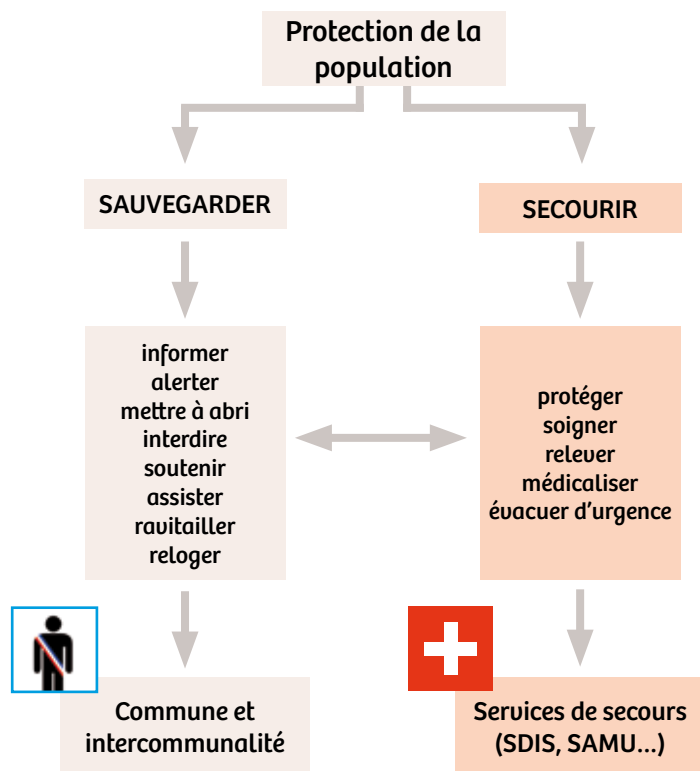 Protection de la
population
SAUVEGARDER
SECOURIR
informer
alerter
mettre à abri
interdire
soutenir
assister
ravitailler
reloger
protéger
soigner
relever
médicaliser
évacuer d'urgence
Commune et
intercommunalité
Services de secours
(SDIS, SAMU...)